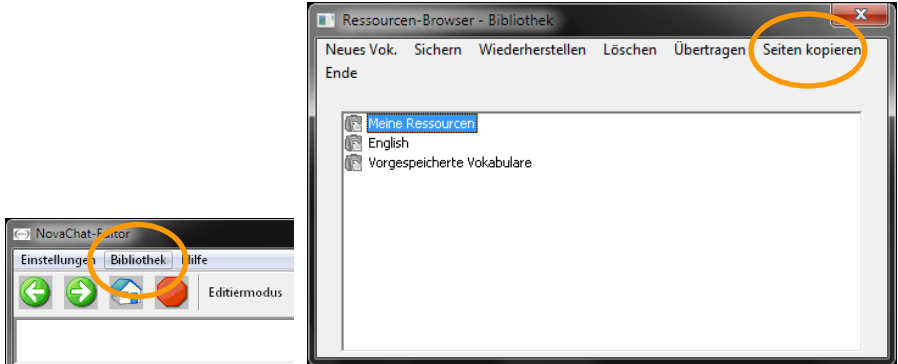 Ressourcen-Browser - Bibliothek
Neues Vok. Sichern Wiederherstellen Löschen Übertragen Seiten kopieren
Ende
Meine Ressourcen
English
Vorgespeicherte Vokabulare
NovaChat-Editor
Einstellungen Bibliothek Hilfe
Editiermodus